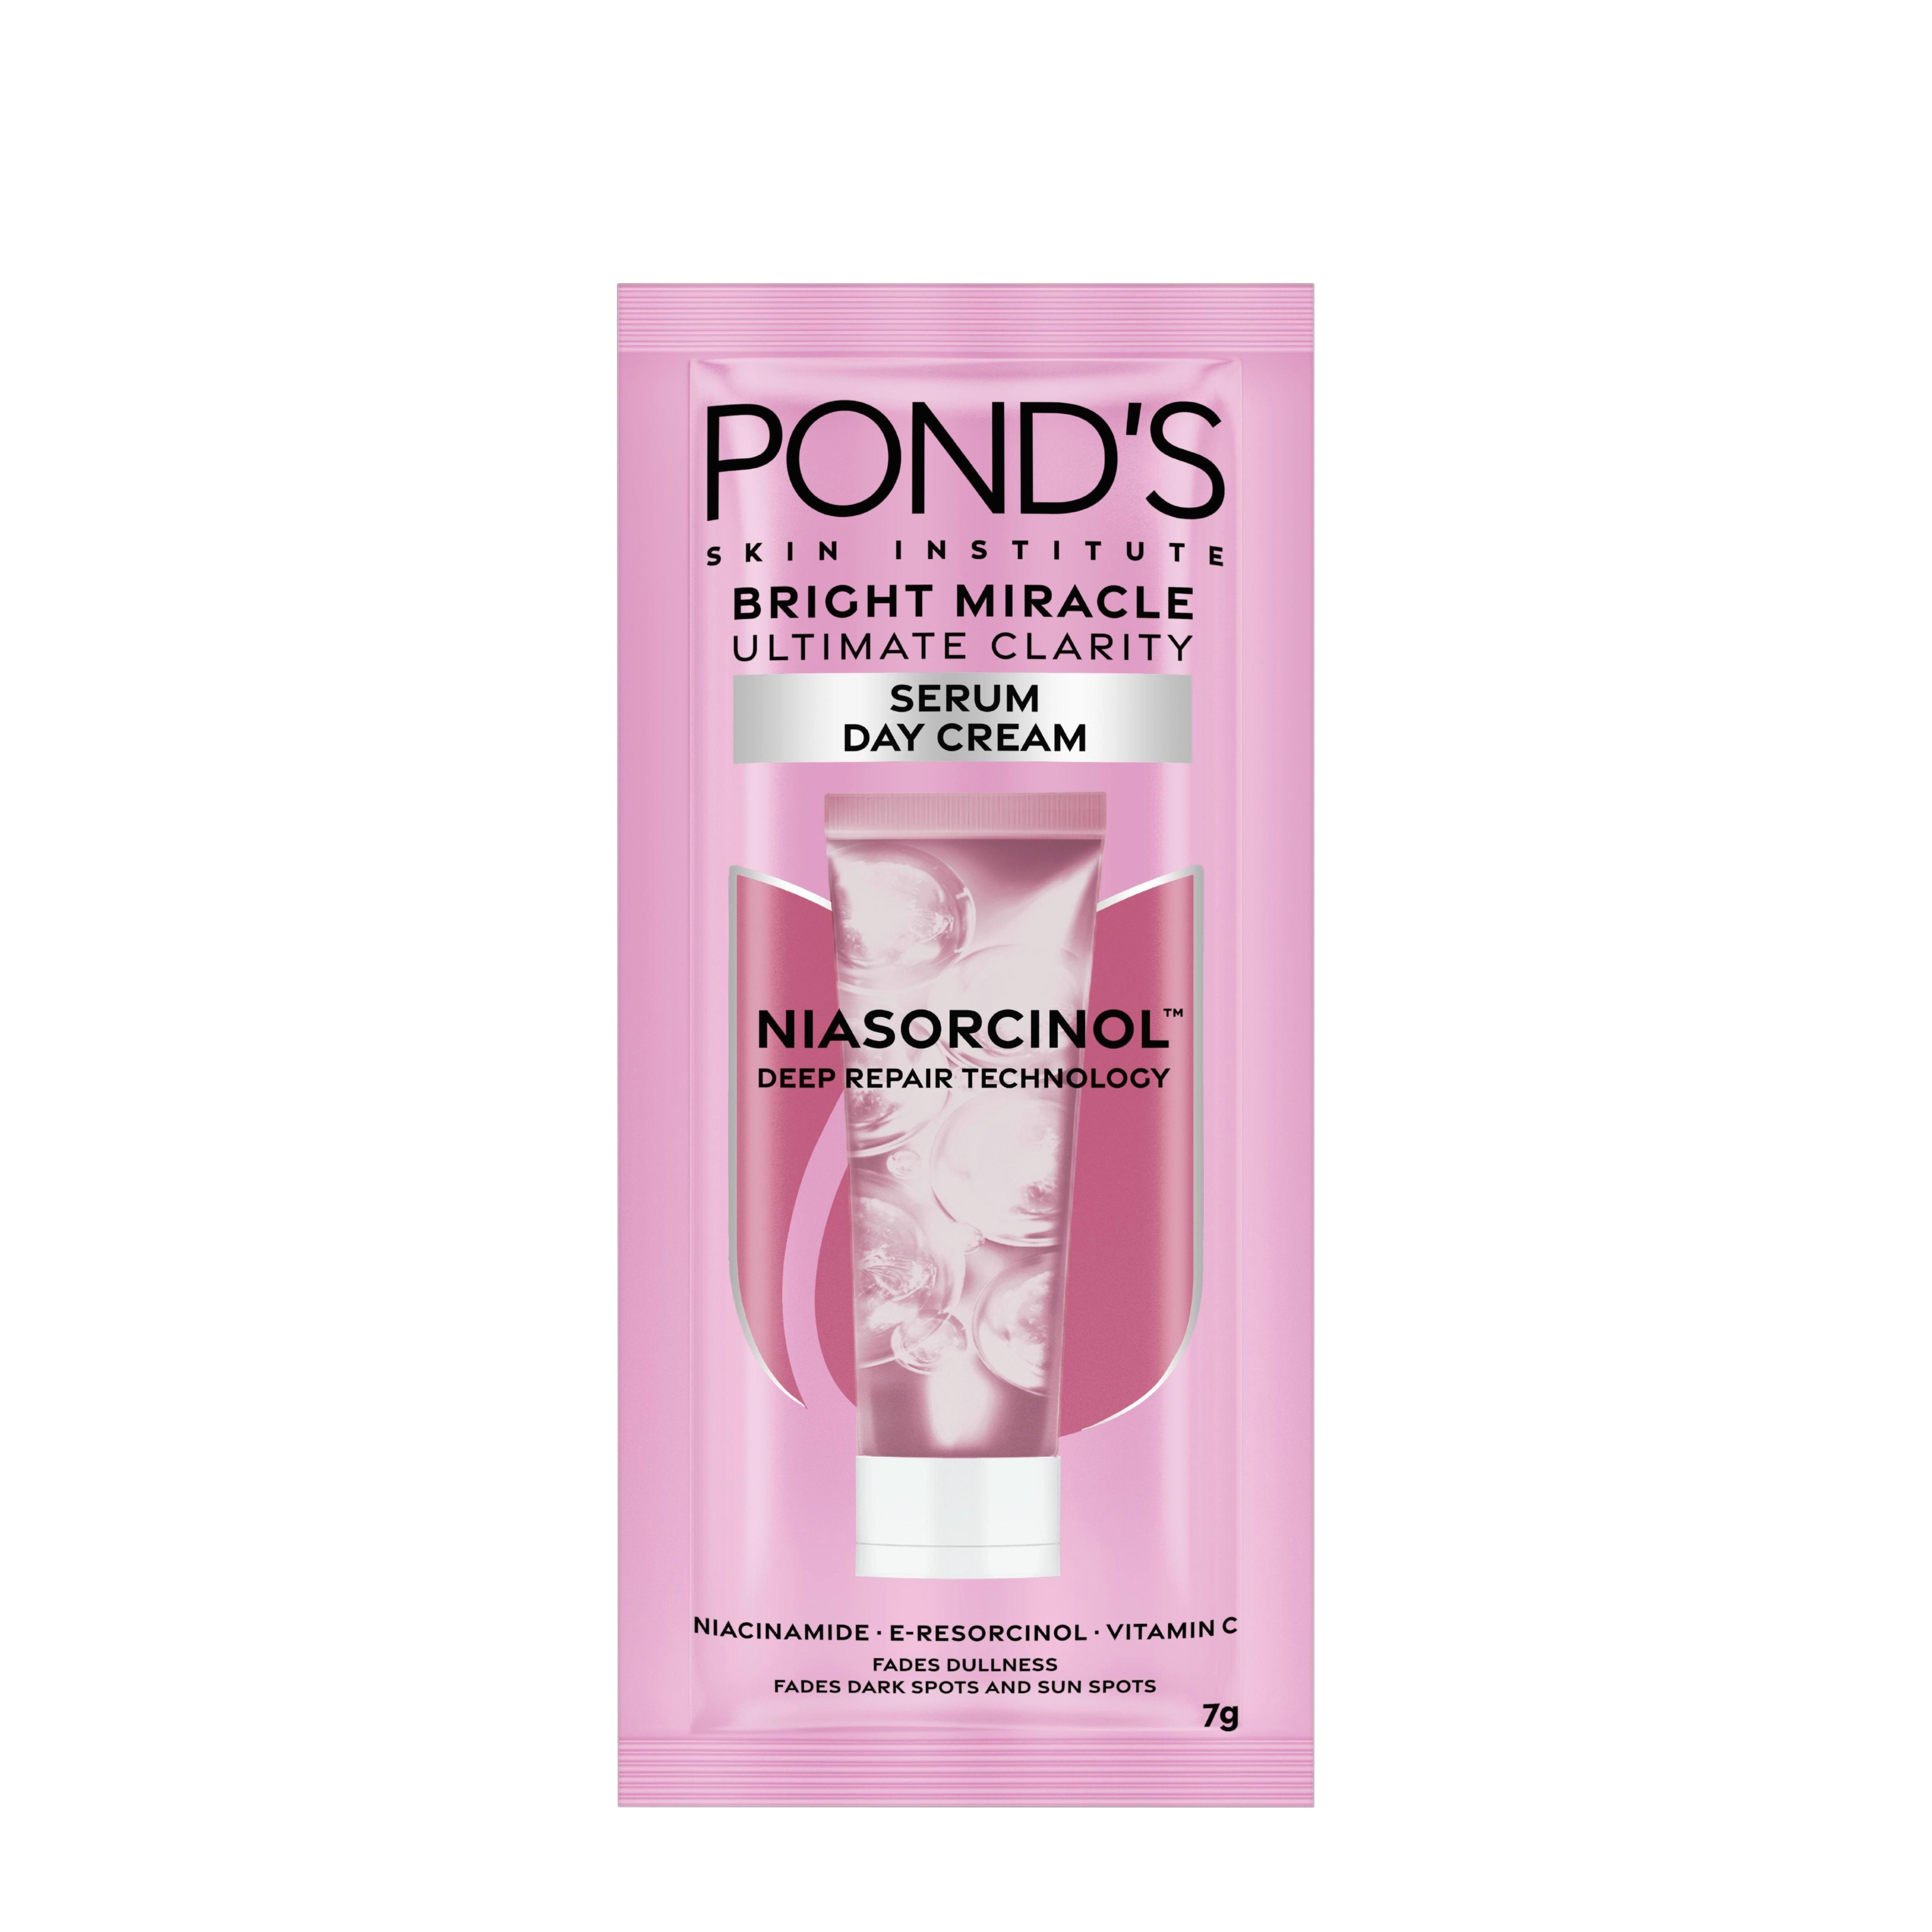 POND'S
SKIN INSTITUTE
BRIGHT MIRACLE
ULTIMATE CLARITY
SERUM
DAY CREAM
NIASORCINOL™
DEEP REPAIR TECHNOLOGY
NIACINAMIDE · E-RESORCINOL · VITAMIN C
FADES DULLNESS
FADES DARK SPOTS AND SUN SPOTS
7g